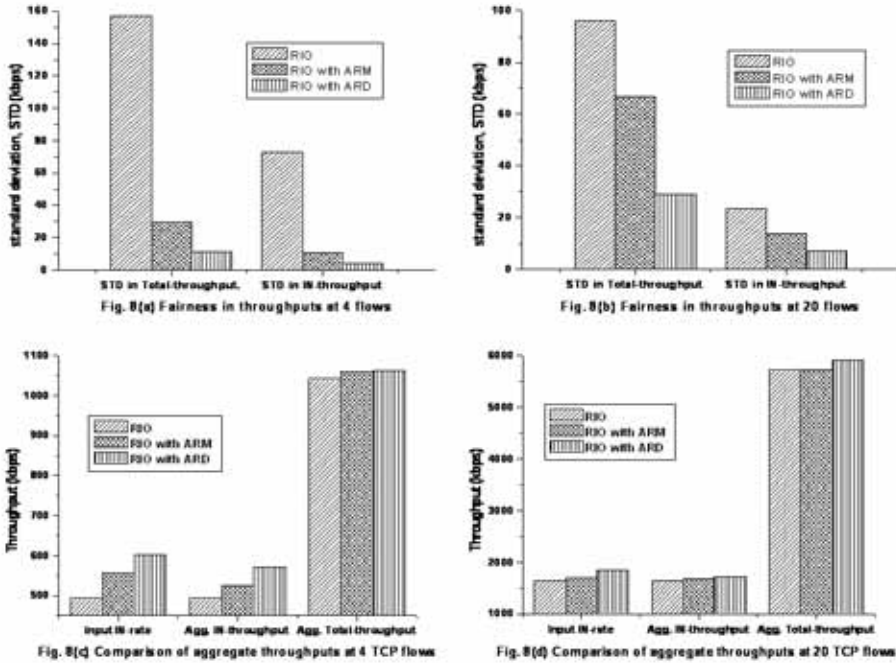 160
140
120
100
80
60
40
20
0
standard deviation, STD (kbps)
RIO
RIO with ARM
RIO with ARD
STD in Total-throughput.
STD in IN-throughput
Fig. 8(a) Fairness in throughputs at 4 flows
100
80
60
40
20
0
standard deviation, STD (kbps)
RIO
RIO with ARM
RIO with ARD
STD in Total-throughput
STD in IN-throughput
Fig. 8(b) Fairness in throughputs at 20 flows
1100
1000
900
800
700
600
500
Throughput (kbps)
RIO
RIO with ARM
RIO with ARD
Input IN-rate
Agg. IN-throughput
Agg. Total-throughput
Fig. 8(c) Comparison of aggregate throughputs at 4 TCP flows
6000
5000
4000
3000
2000
1000
Throughput (kbps)
RIO
RIO with ARM
RIO with ARD
Input IN-rate
Agg. IN-throughput
Agg. Total-throughput
Fig. 8(d) Comparison of aggregate throughputs at 20 TCP flows